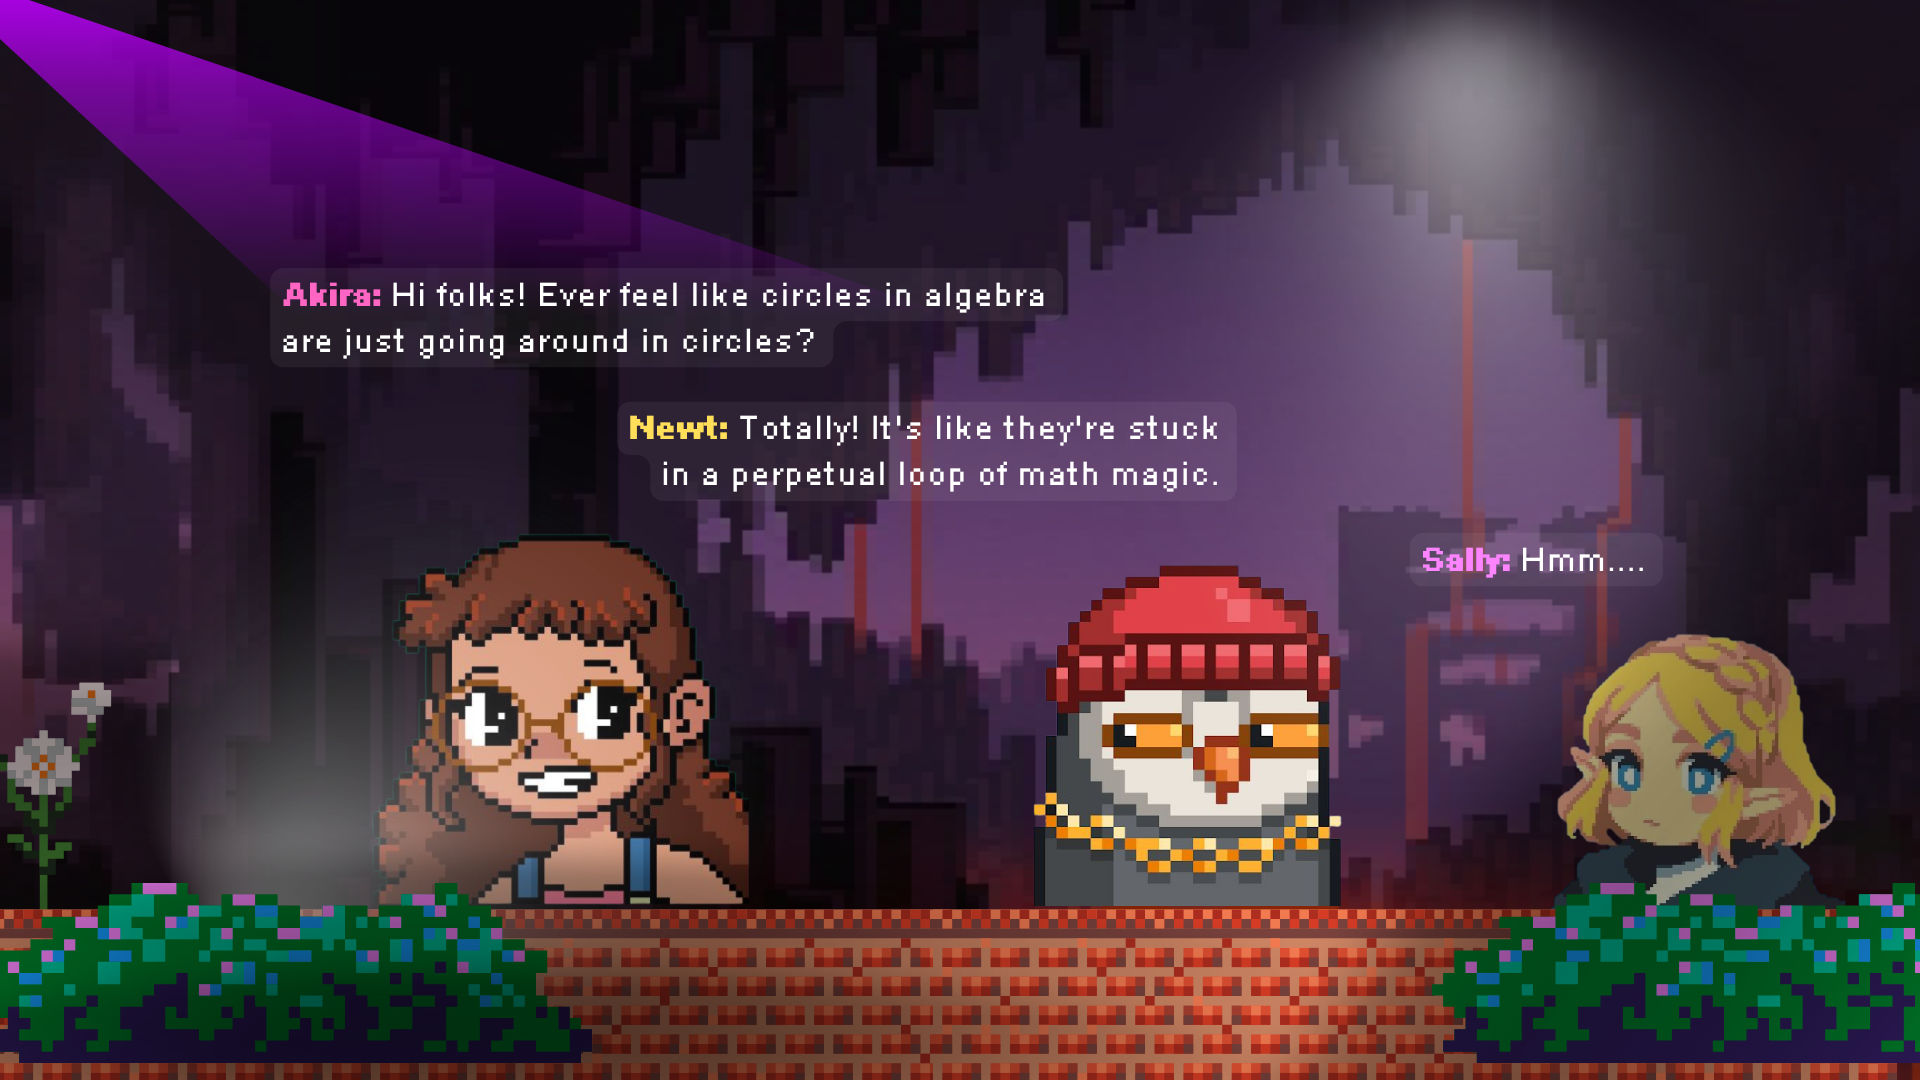 Akira: Hi folks! Ever feel like circles in algebra
are just going around in circles?
Newt: Totally! It's like they're stuck
in a perpetual loop of math magic.
Sally: Hmm....